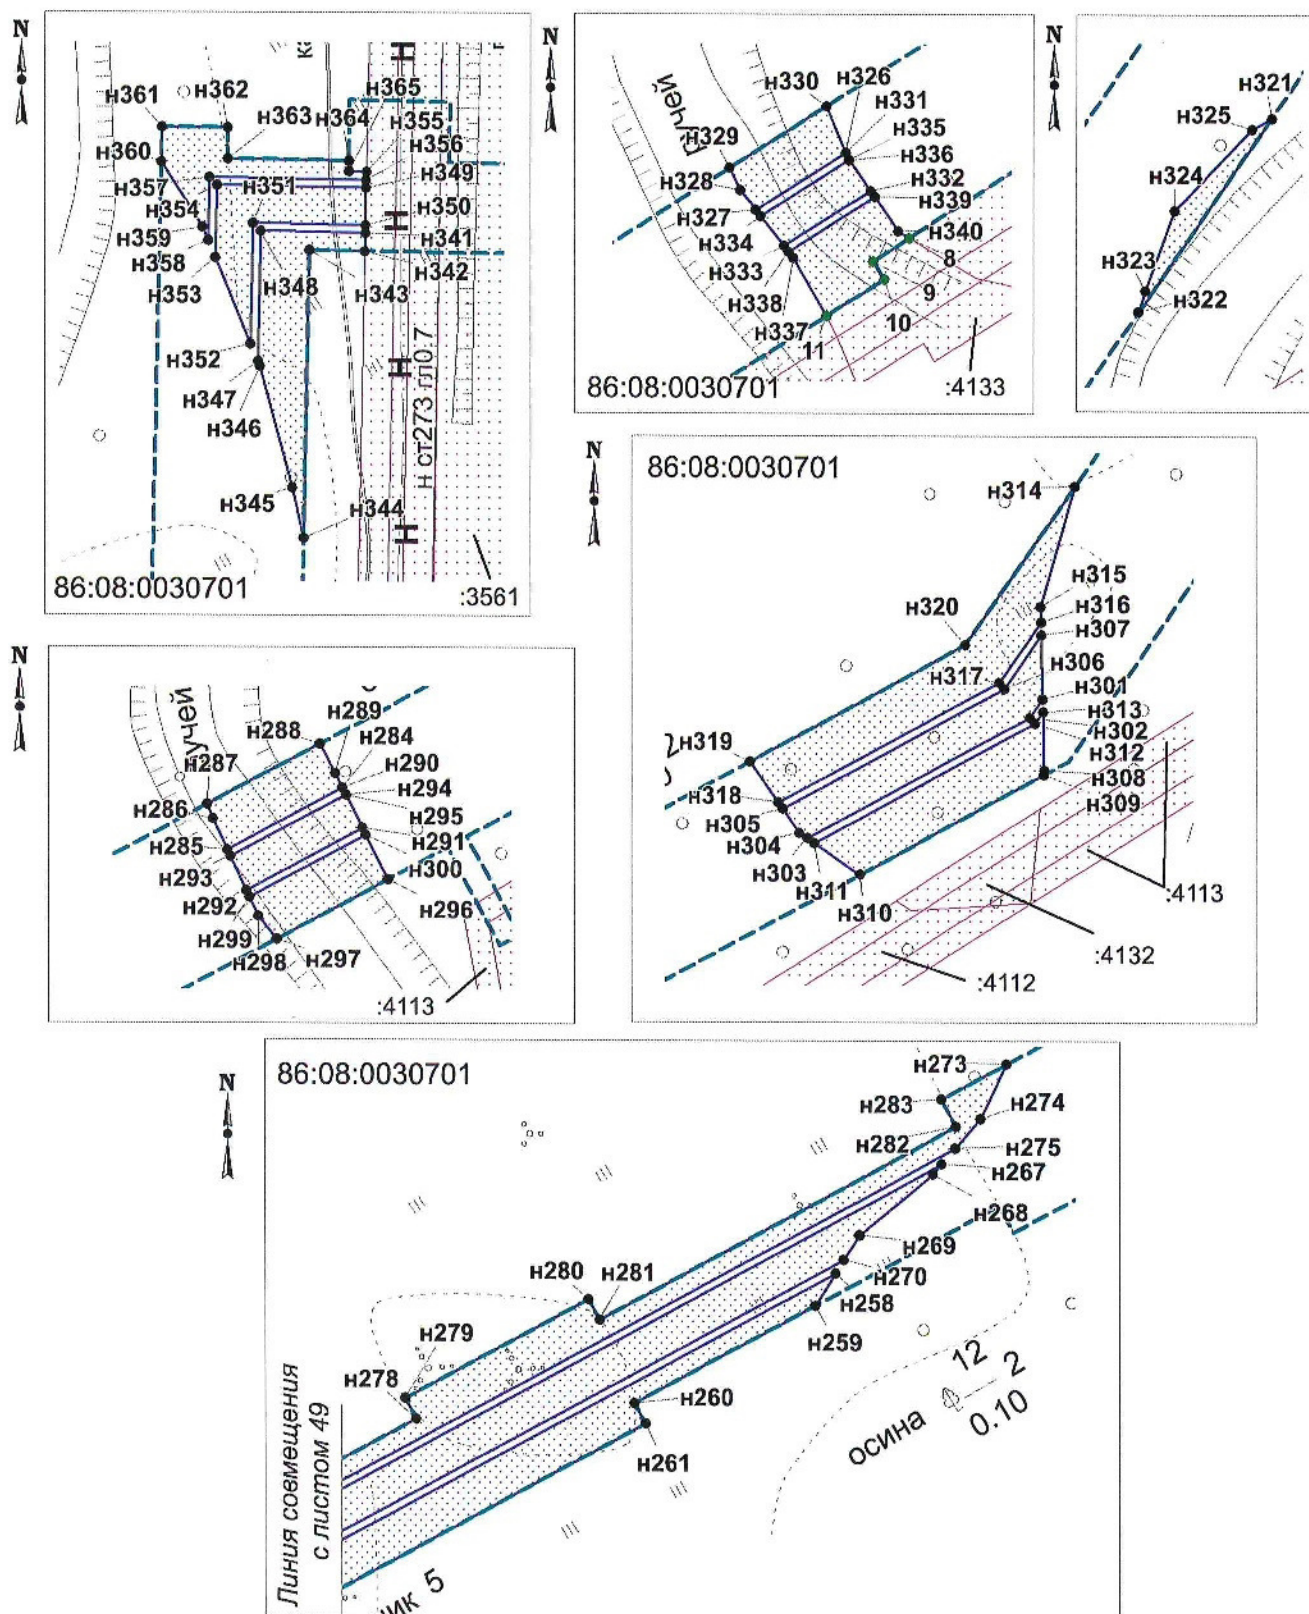 N
н361
н362
н365
н363
н364
н355
н356
н360
н349
н357
н351
н350
н354
н359
н341
н358
н348
н342
н353
н343
н352
н347
н346
н345
н344
Н
Н
Н
Н
н ст273 гл0.7
86:08:0030701
:3561
N
н330
н326
н331
н335
н336
н329
н328
н332
н339
н327
н334
н340
8
н333
9
н338
н337
10
11
Ручей
86:08:0030701
:4133
N
н321
н325
н324
н323
н322
N
86:08:0030701
н314
н315
н316
н320
н307
н306
н317
н301
н313
н319
н302
н312
н318
н308
н305
н309
н304
н303
н311
н310
:4113
:4132
:4112
N
Ручей
н289
н288
н284
н287
н290
н294
н286
н295
н285
н291
н293
н300
н292
н296
н299
н298
н297
:4113
N
86:08:0030701
н273
н283
н274
н282
н275
н267
н268
н269
н280
н281
н270
н258
н279
н259
н278
н260
н261
осина
12
2
0.10
Линия совмещения
с листом 49
5